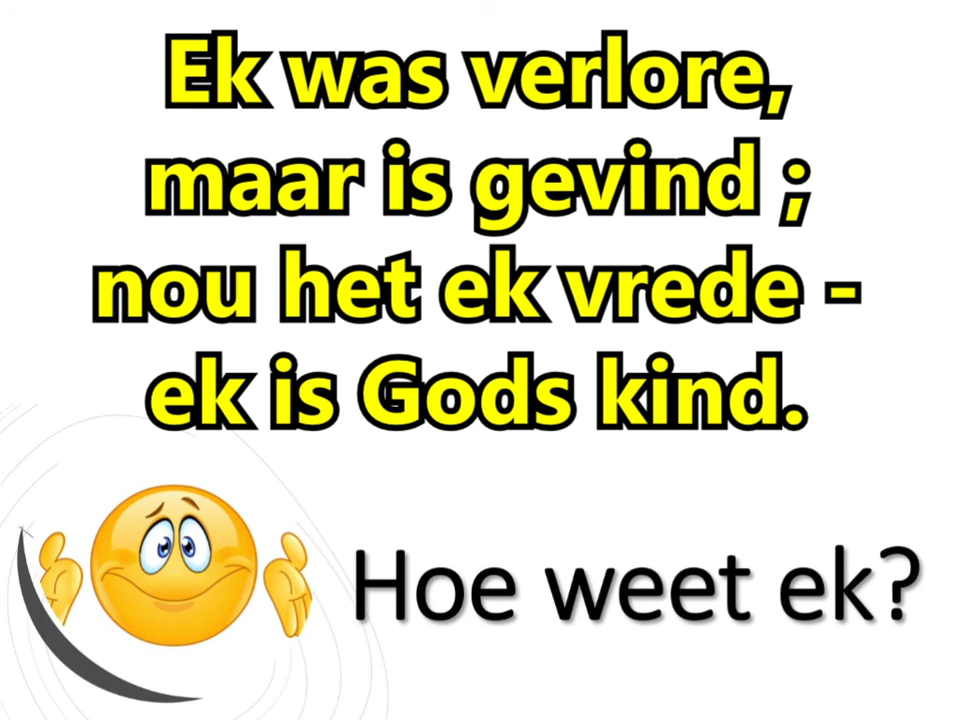 Ek was verlore,
maar is gevind ;
nou het ek vrede -
ek is Gods kind.
Hoe weet ek?